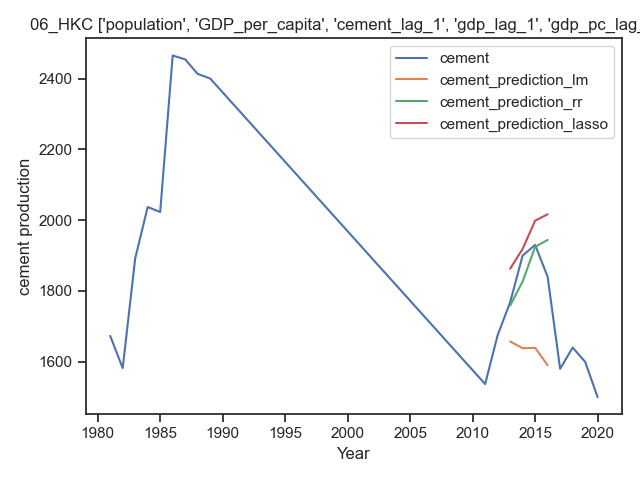 06_HKC ['population', 'GDP_per_capita', 'cement_lag_1', 'gdp_lag_1', 'gdp_pc_lag_
cement
cement_prediction_lm
cement_prediction_rr
cement_prediction_lasso
cement production
2400
2200
2000
1800
1600
1980 1985 1990 1995 2000 2005 2010 2015 2020
Year